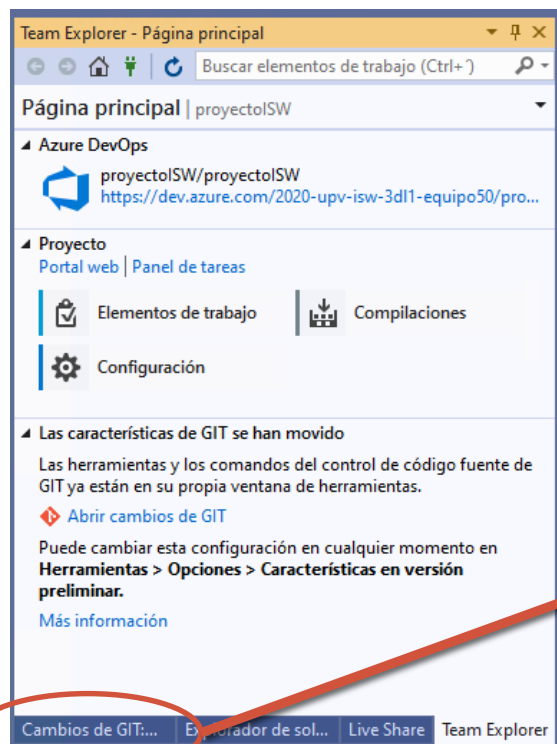 Team Explorer - Página principal
Buscar elementos de trabajo (Ctrl+´)
Página principal | proyectoISW
Azure DevOps
proyectoISW/proyectoISW
https://dev.azure.com/2020-upv-isw-3dl1-equipo50/pro...
Proyecto
Portal web | Panel de tareas
Elementos de trabajo
Compilaciones
Configuración
Las características de GIT se han movido
Las herramientas y los comandos del control de código fuente de
GIT ya están en su propia ventana de herramientas.
Abrir cambios de GIT
Puede cambiar esta configuración en cualquier momento en
Herramientas > Opciones > Características en versión
preliminar.
Más información
Cambios de GIT:... Explorador de sol... Live Share Team Explorer